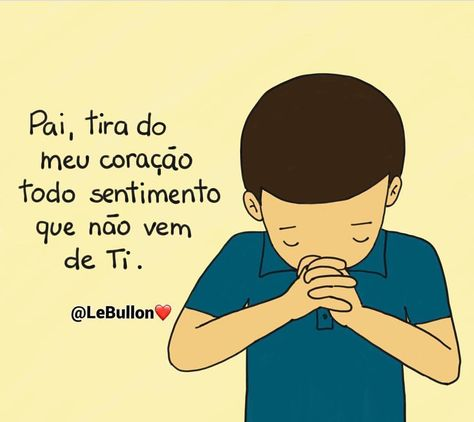 Pai, tira do
meu coração
todo sentimento
que não vem
de Ti.
@LeBullon❤️